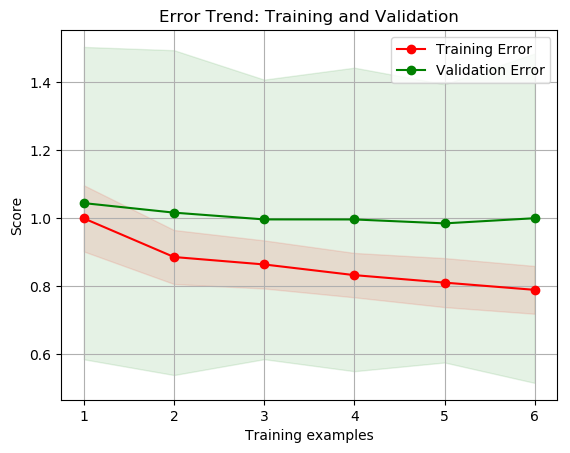 Error Trend: Training and Validation
Training Error
Validation Error
Score
1.4
1.2
1.0
0.8
0.6
1 2 3 4 5 6
Training examples